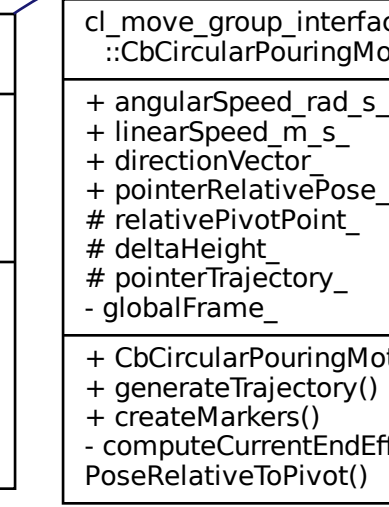 cl_move_group_interfac
::CbCircularPouringMo
+ angularSpeed_rad_s_
+ linearSpeed_m_s_
+ directionVector_
+ pointerRelativePose_
# relativePivotPoint_
# deltaHeight_
# pointerTrajectory_
- globalFrame_
+ CbCircularPouringMot
+ generateTrajectory()
+ createMarkers()
- computeCurrentEndEff
PoseRelativeToPivot()